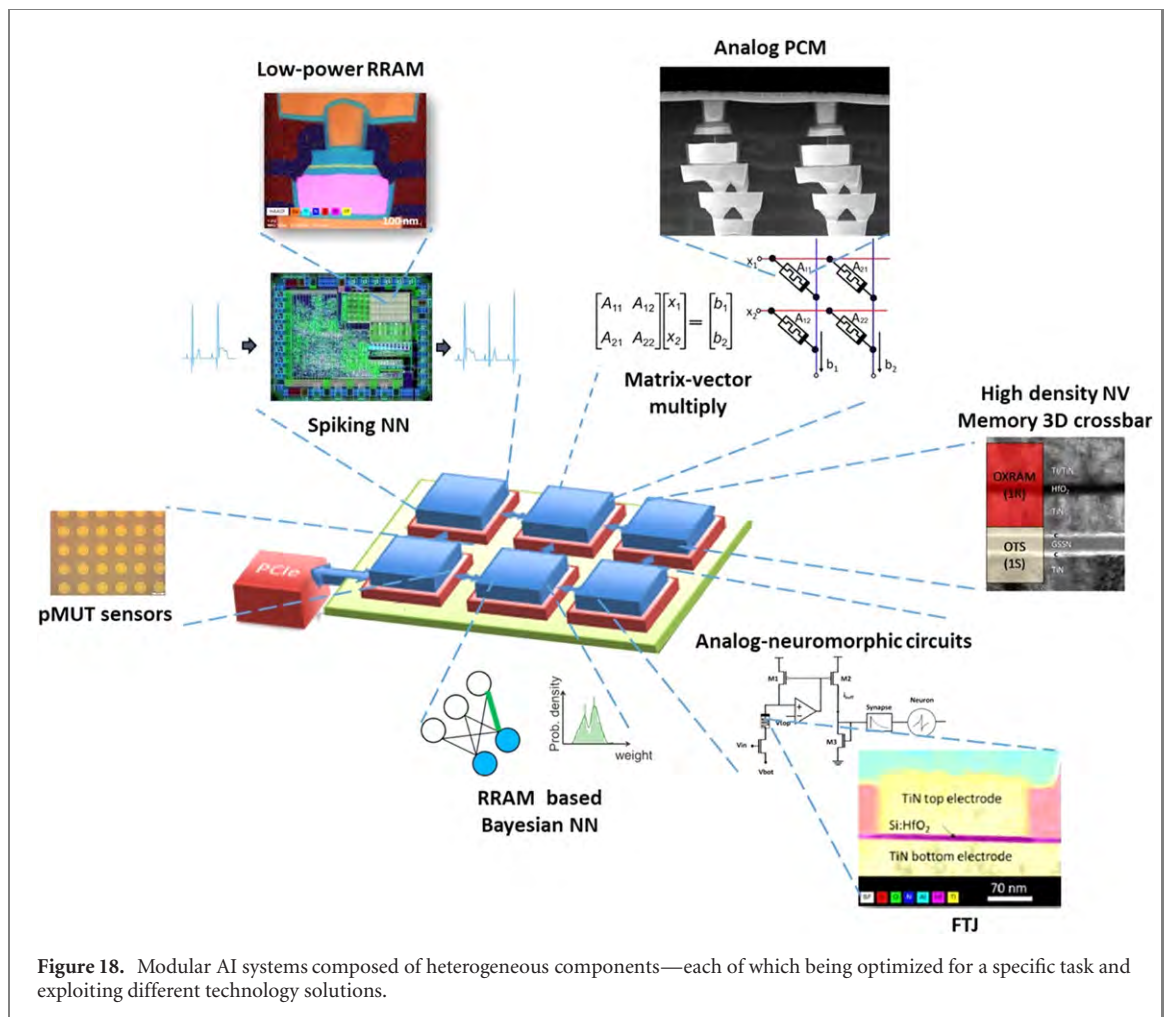 Low-power RRAM
100 nm
Spiking NN
Analog PCM
x1
A11
A21
x2
A12
A22
b1
b2
[A11 A12] [x1] = [b1]
[A21 A22] [x2] [b2]
Matrix-vector
multiply
High density NV
Memory 3D crossbar
OXRAM
(1R)
Ti/TiN
HfO2
TiN
OTS
(1S)
C
GSSN
C
TiN
pMUT sensors
PCIe
RRAM based
Bayesian NN
Prob. density
weight
Analog-neuromorphic circuits
M1
M2
Synapse
Neuron
Vtop
M3
Vin
Vbot
TiN top electrode
Si:HfO2
TiN bottom electrode
70 nm
FTJ
Figure 18. Modular AI systems composed of heterogeneous components—each of which being optimized for a specific task and
exploiting different technology solutions.